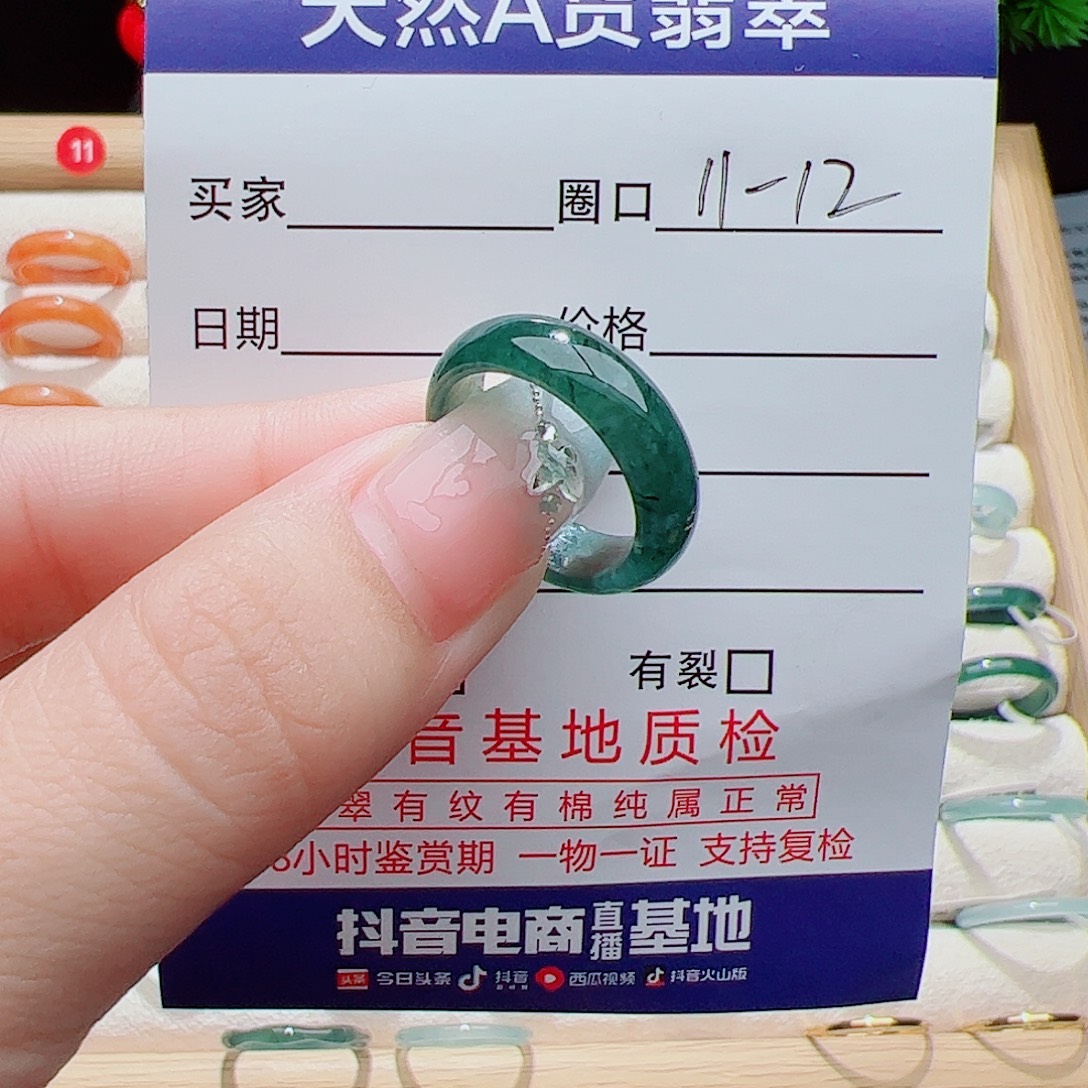 天然A货翡翠
11
买家 圈口 11-12
日期 价格
有裂
音基地质检
翠有纹有棉纯属正常
8小时鉴赏期 一物一证 支持复检
抖音电商直播基地
头条 今日头条 抖音 西瓜视频 抖音火山版